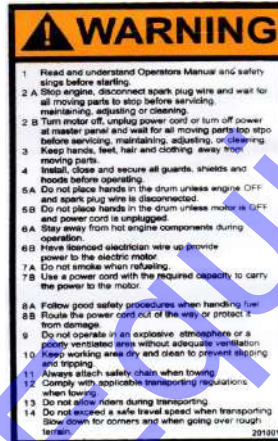 WARNING
1 Read and understand Operators Manual and safety
sings before starting.
2 A Stop engine, disconnect spark plug wire and wait for
all moving parts to stop before servicing,
maintaining, adjusting or cleaning.
2 B Turn motor off, unplug power cord or turn off power
at master panel and wait for all moving parts top stpo
before servicing, maintaining, adjusting, or clearing.
3 Keep hands, feet, hair and clothing away from
moving parts.
4 Install, close and secure all guards, shields and
hoods before operating.
5A Do not place hands in the drum unless engine OFF
and spark plug wire is disconnected.
5B Do not place hands in the drum unless motor is OFF
and power cord is unplugged.
6A Stay away from hot engine components during
operation.
6B Have licenced electrician wire up provide
power to the electric motor.
7A Do not smoke when refueling.
7B Use a power cord with the required capacity to carry
the power to the motor.
8A Follow good safety procedures when handling fuel
8B Route the power cord out of the way or protect it
from damage.
9 Do not operate in an explosive atmosphere or a
poorly ventilated area without adequate ventilation
10 Keep working area dry and clean to prevent slipping
and tripping.
11 Always attach safety chain when towing
12 Comply with applicable transporting regulations
when towing
13 Do not allow riders during transporting
14 Do not exceed a safe travel speed when transporting
Slow down for corners and when going over rough
terrain.